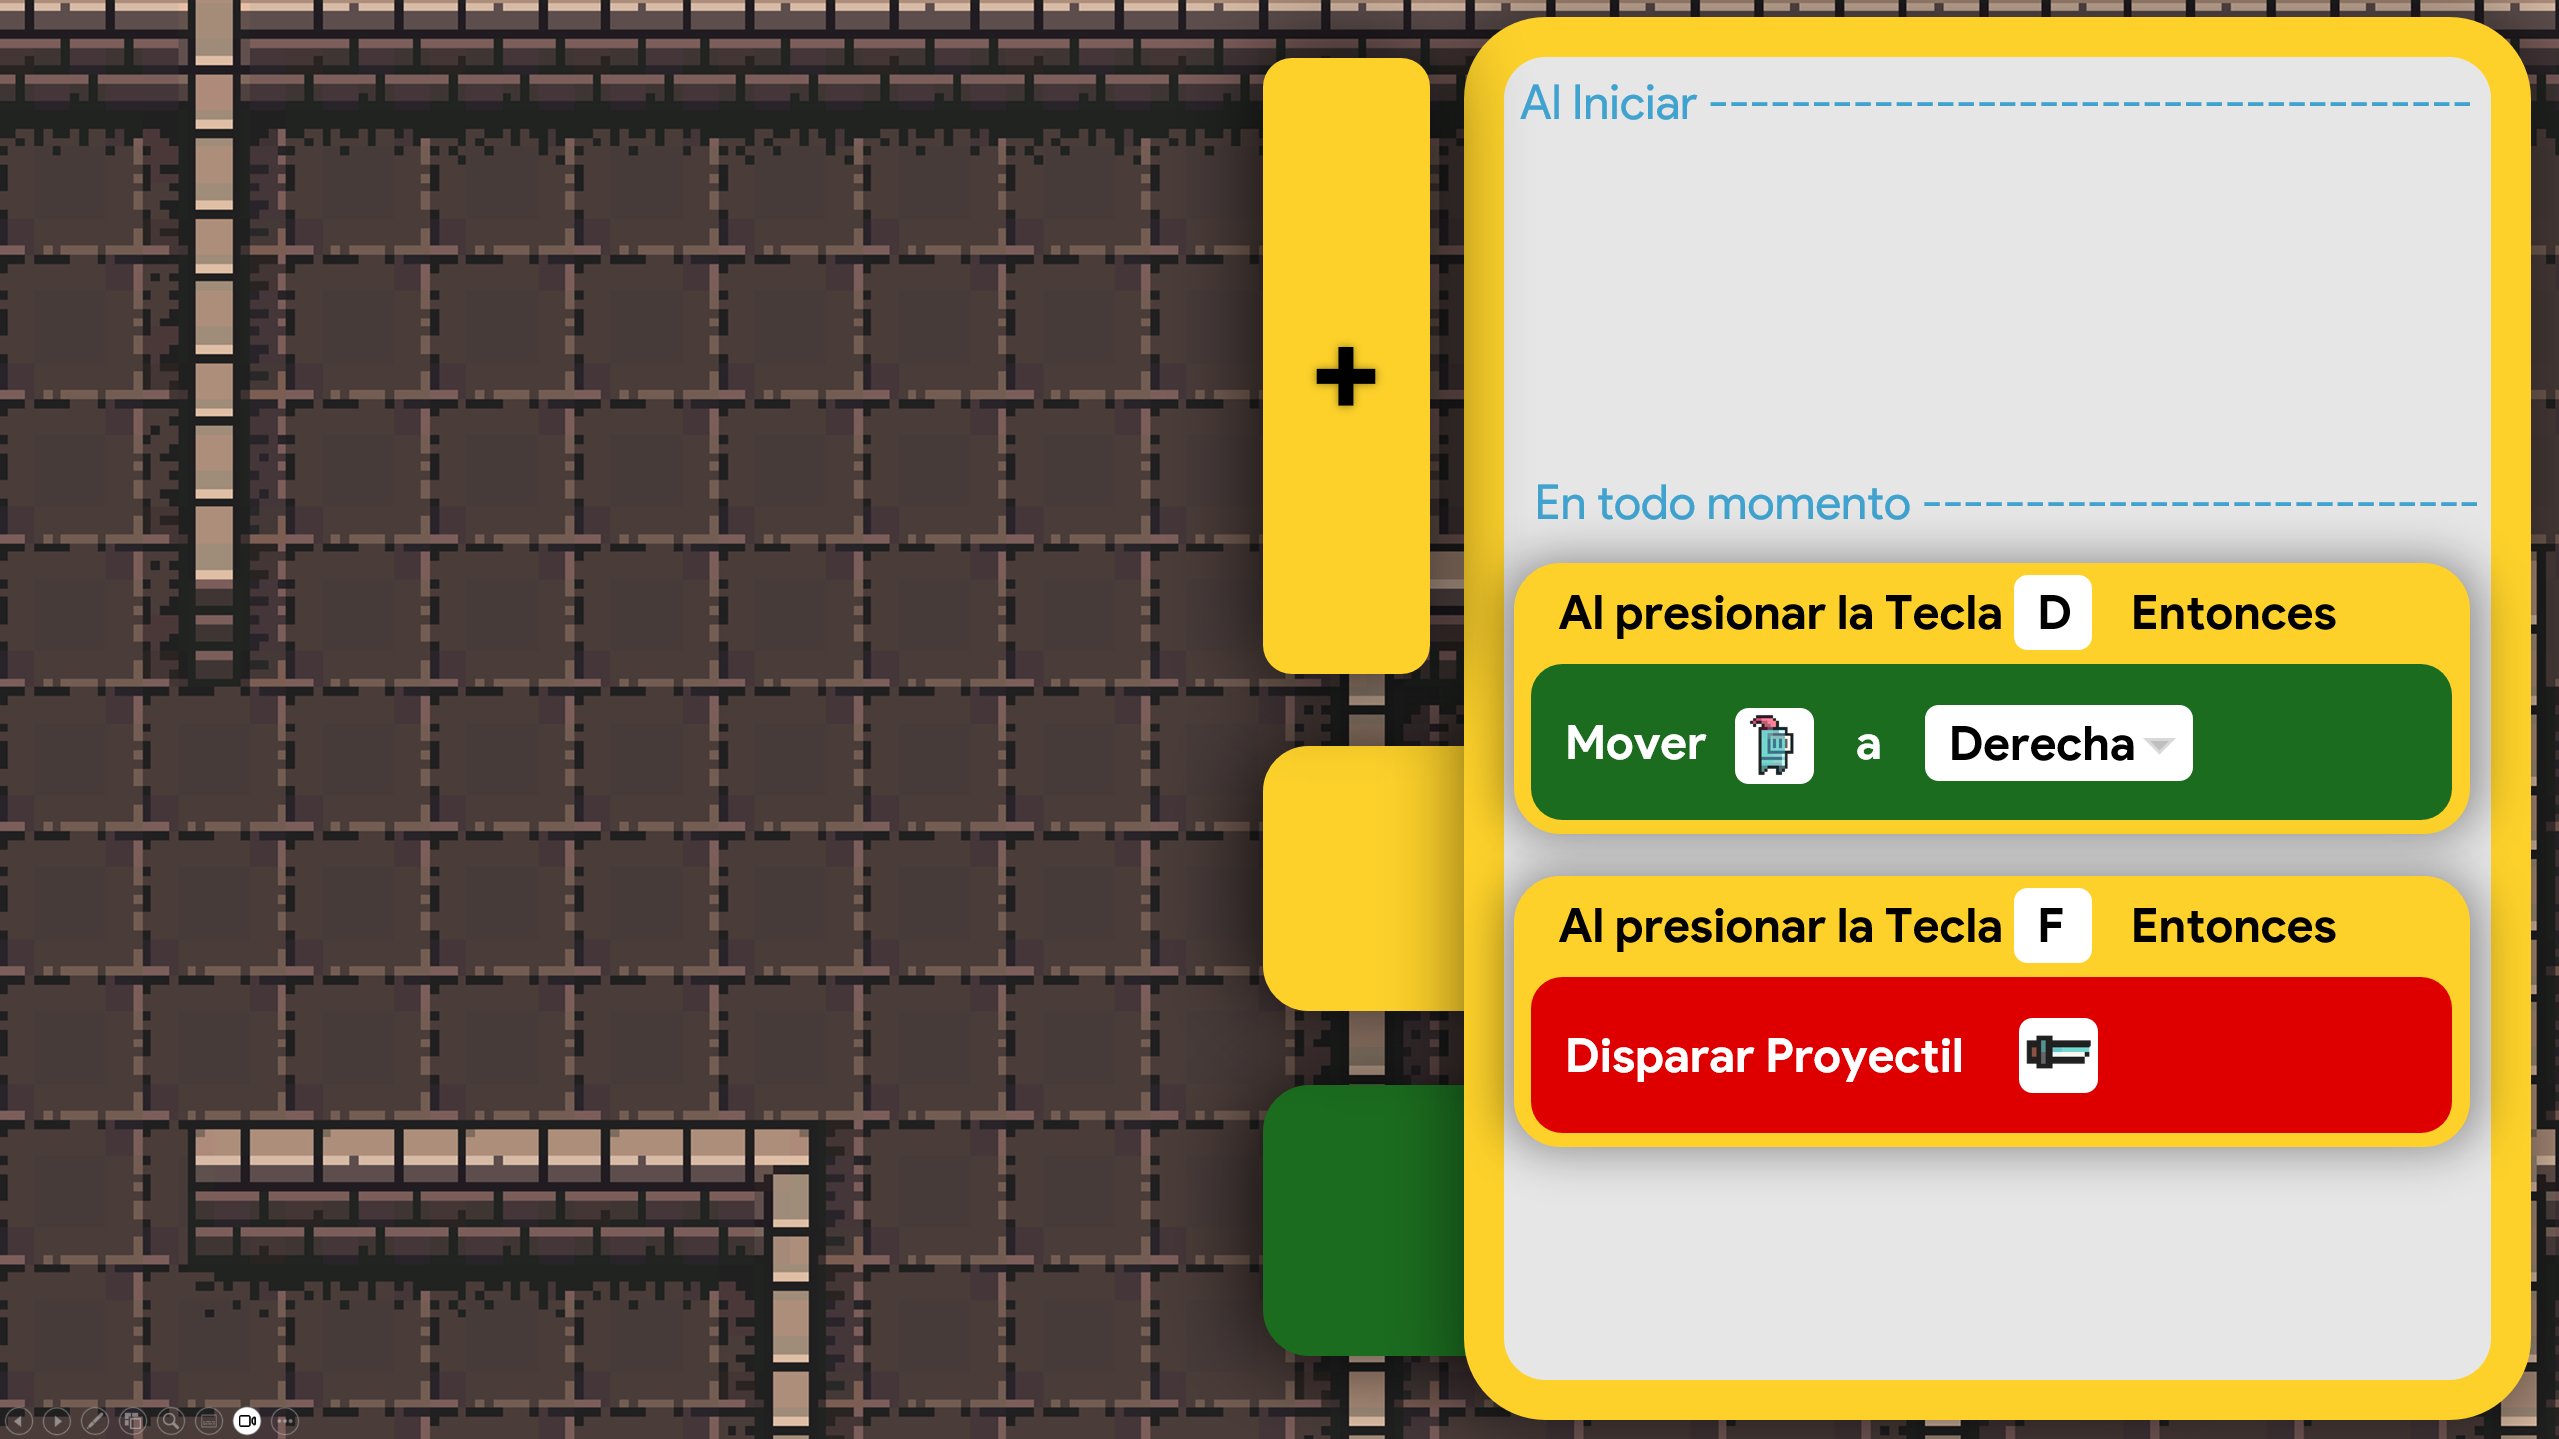 Al Iniciar
+
En todo momento
Al presionar la Tecla D Entonces
Mover a Derecha
Al presionar la Tecla F Entonces
Disparar Proyectil